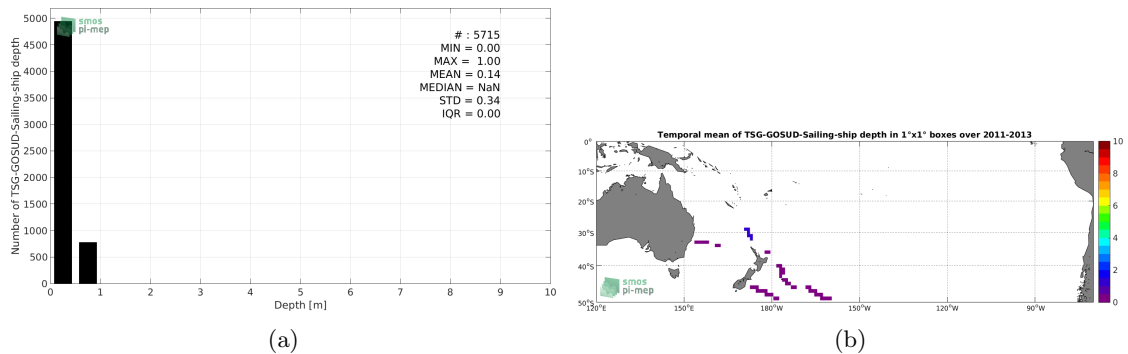 smos
pi-mep
Number of TSG-GOSUD-Sailing-ship depth
5000
4500
4000
3500
3000
2500
2000
1500
1000
500
0
# : 5715
MIN = 0.00
MAX = 1.00
MEAN = 0.14
MEDIAN = NaN
STD = 0.34
IQR = 0.00
0 1 2 3 4 5 6 7 8 9 10
Depth [m]
(a)
Temporal mean of TSG-GOSUD-Sailing-ship depth in 1°x1° boxes over 2011-2013
0°
10°S
20°S
30°S
40°S
50°S
120°E 150°E 180°W 150°W 120°W 90°W
10
8
6
4
2
0
smos
pi-mep
(b)